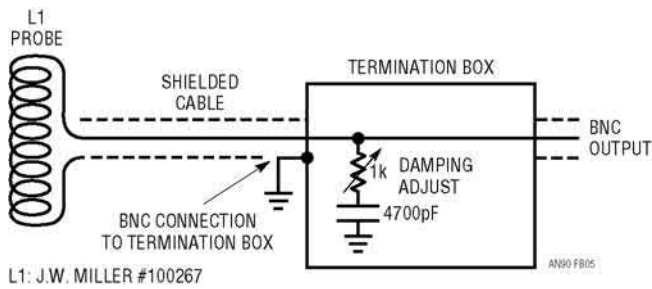 L1
PROBE
SHIELDED
CABLE
TERMINATION BOX
BNC
OUTPUT
1k
DAMPING
ADJUST
4700pF
BNC CONNECTION
TO TERMINATION BOX
AN90 FB05
L1: J.W. MILLER #100267